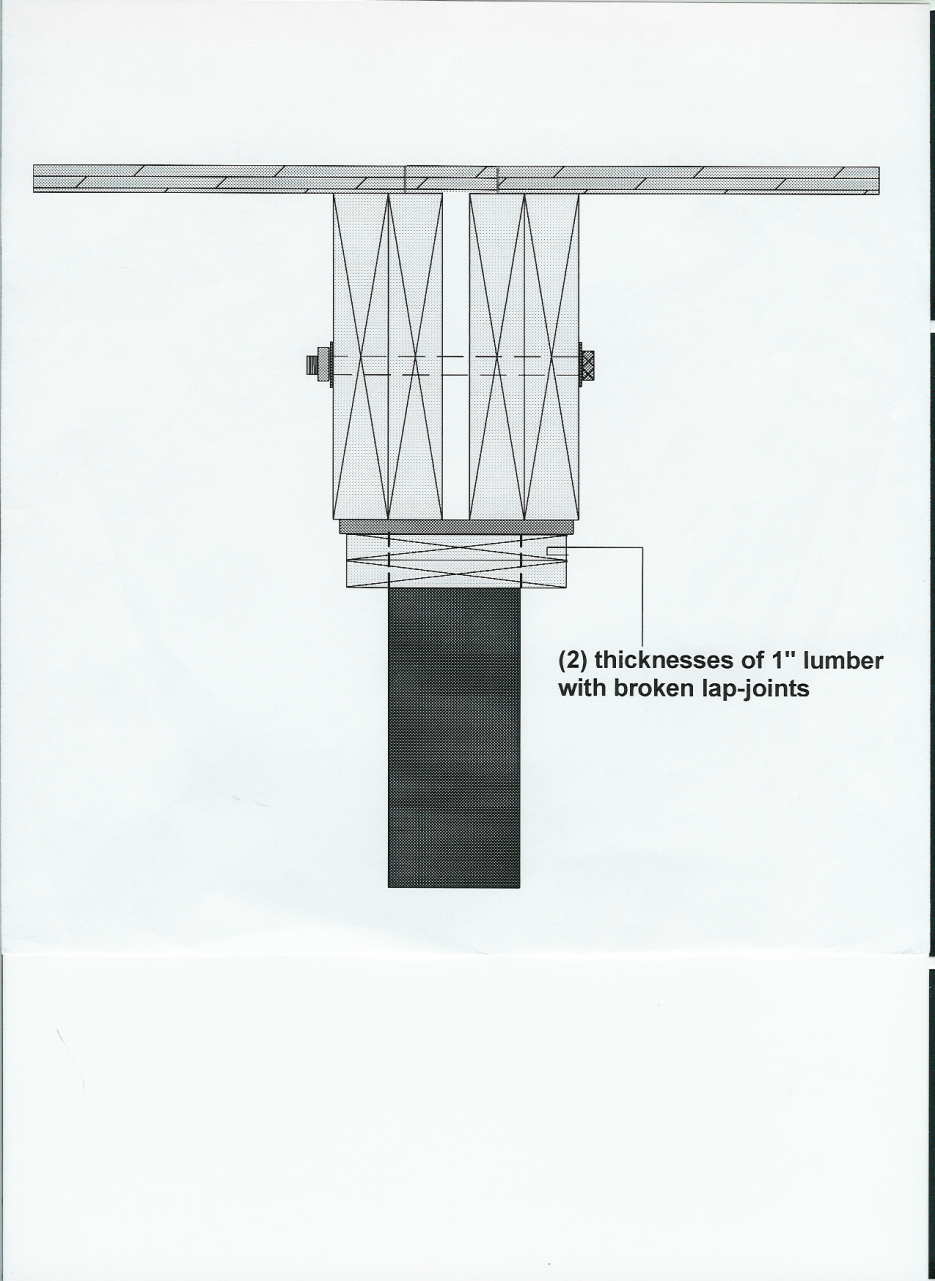 (2) thicknesses of 1" lumber
with broken lap-joints